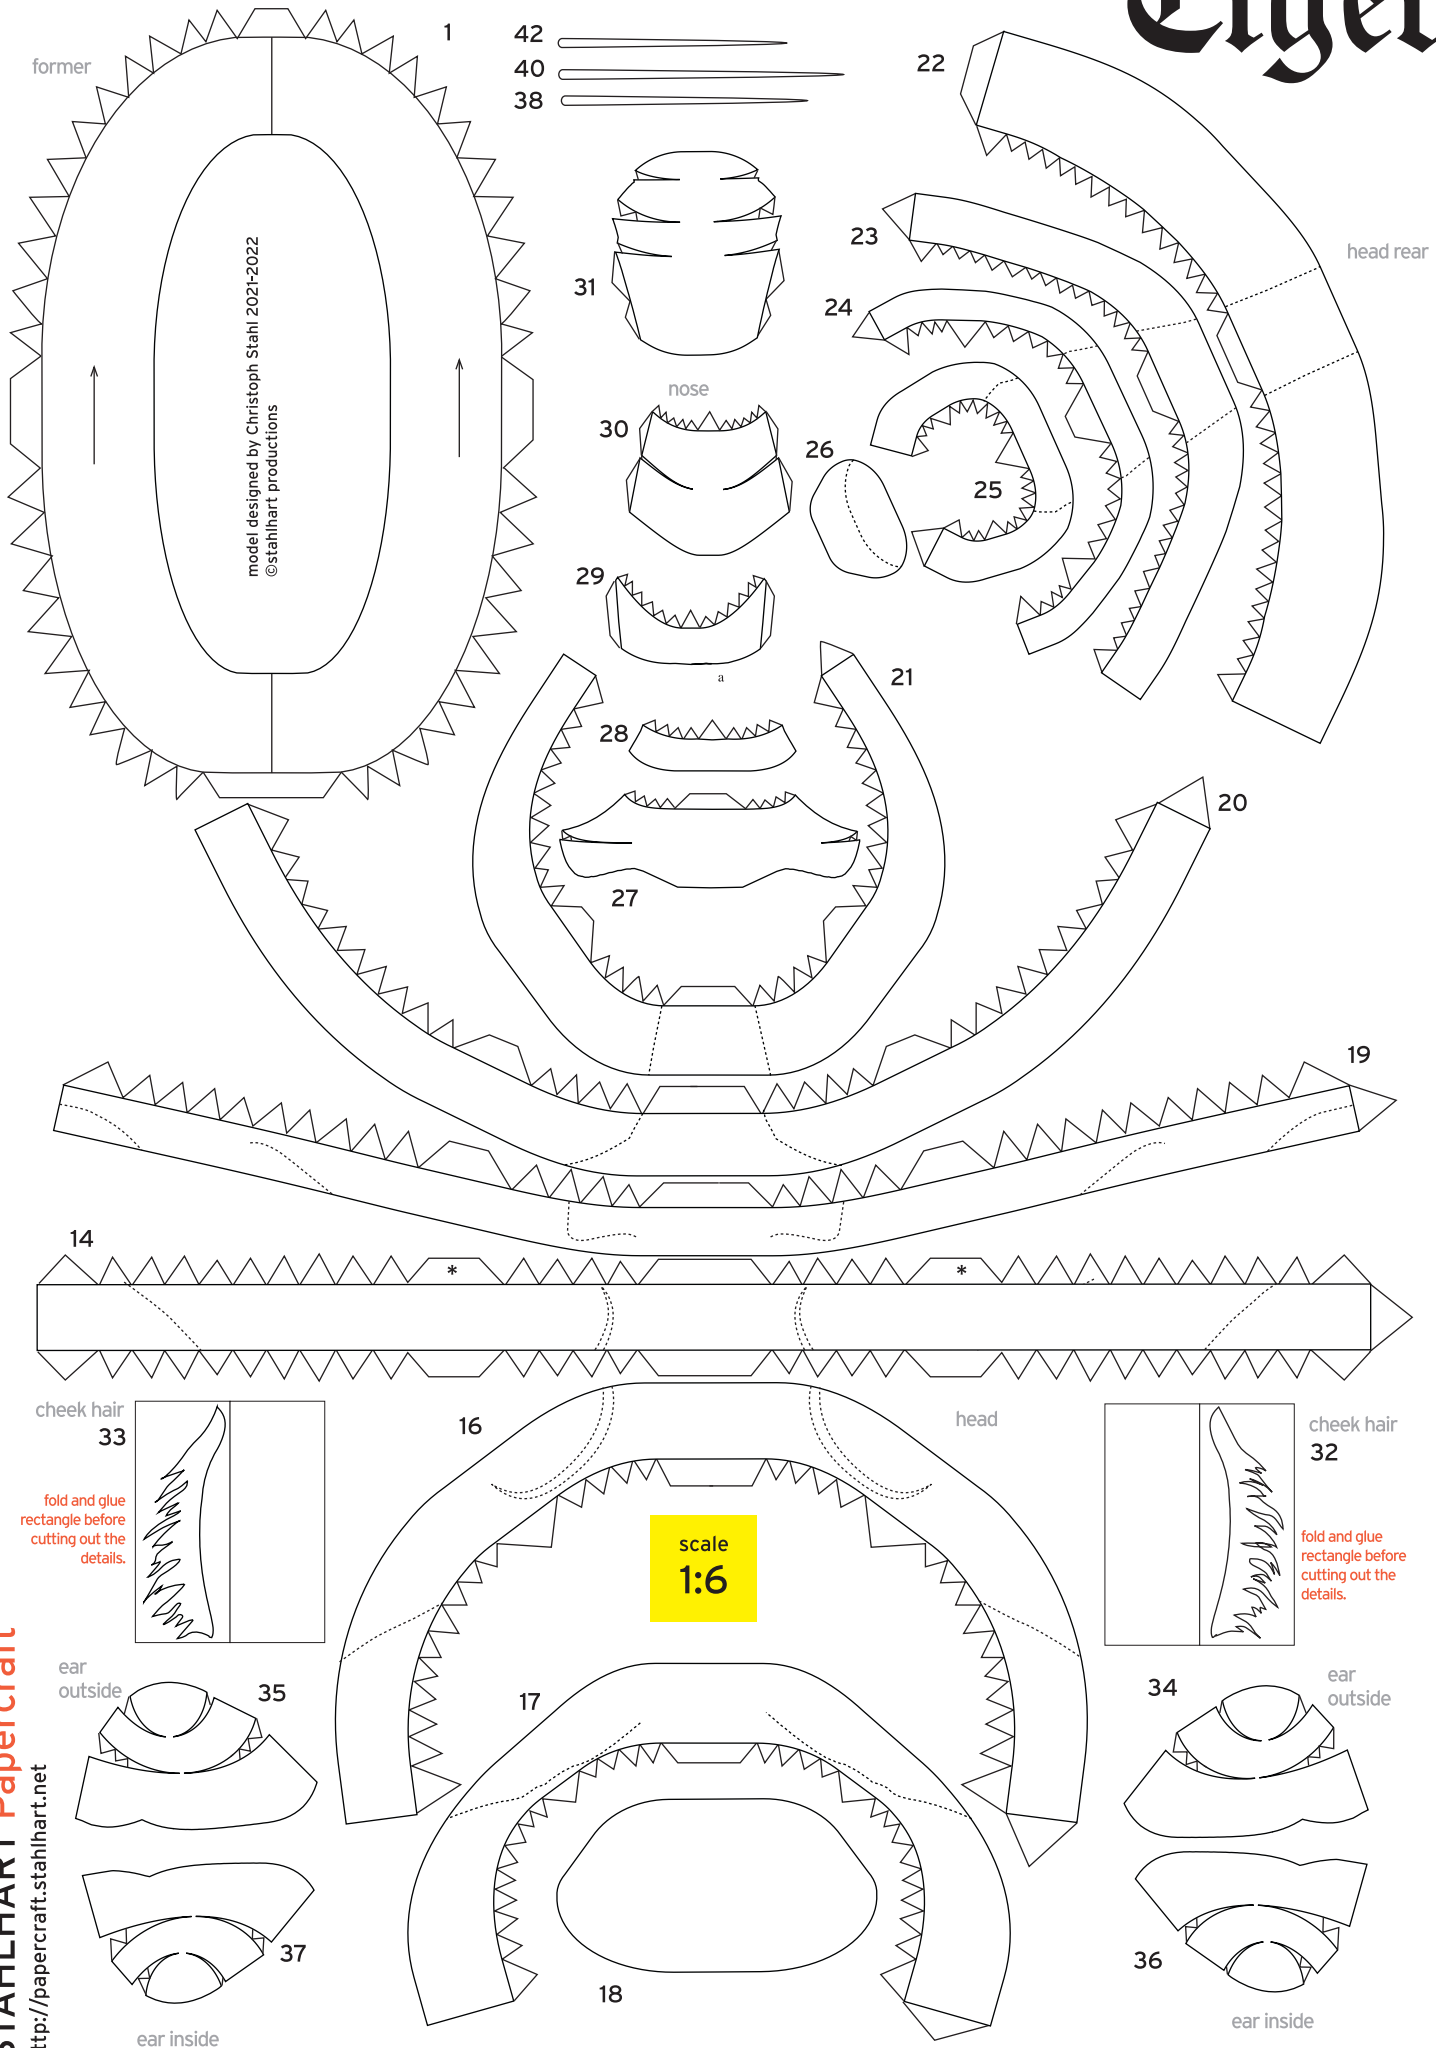 Tiger
1
former
42
40
38
22
head rear
23
24
31
model designed by Christoph Stahl 2021-2022
©stahlhart productions
nose
30
26
25
29
a
21
28
27
20
19
14
*
*
cheek hair
33
fold and glue
rectangle before
cutting out the
details.
16
head
cheek hair
32
fold and glue
rectangle before
cutting out the
details.
scale
1:6
ear
outside
35
17
34
ear
outside
37
18
36
ear inside
ear inside
STAHLHART Papercraft
http://papercraft.stahlhart.net